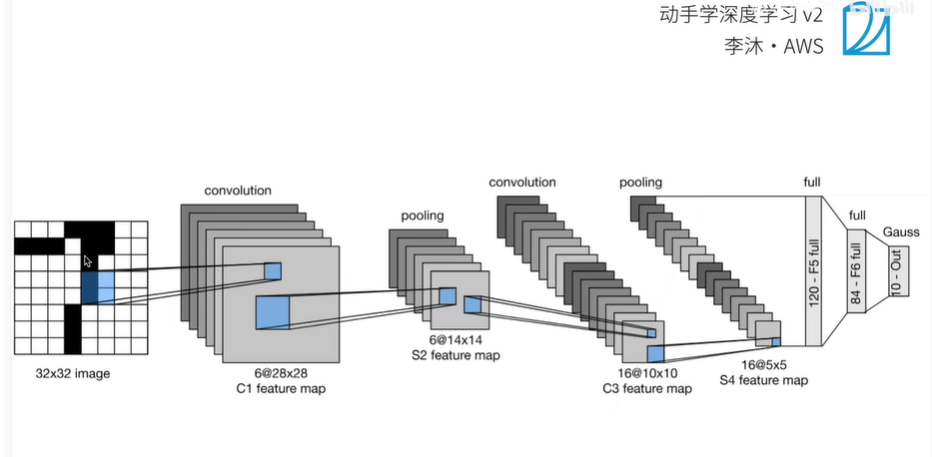 动手学深度学习 v2
李沐・AWS
convolution
pooling
convolution
pooling
full
full
Gauss
120 - F5 full
84 - F6 full
10 - Out
32x32 image
6@28x28
C1 feature map
6@14x14
S2 feature map
16@10x10
C3 feature map
16@5x5
S4 feature map